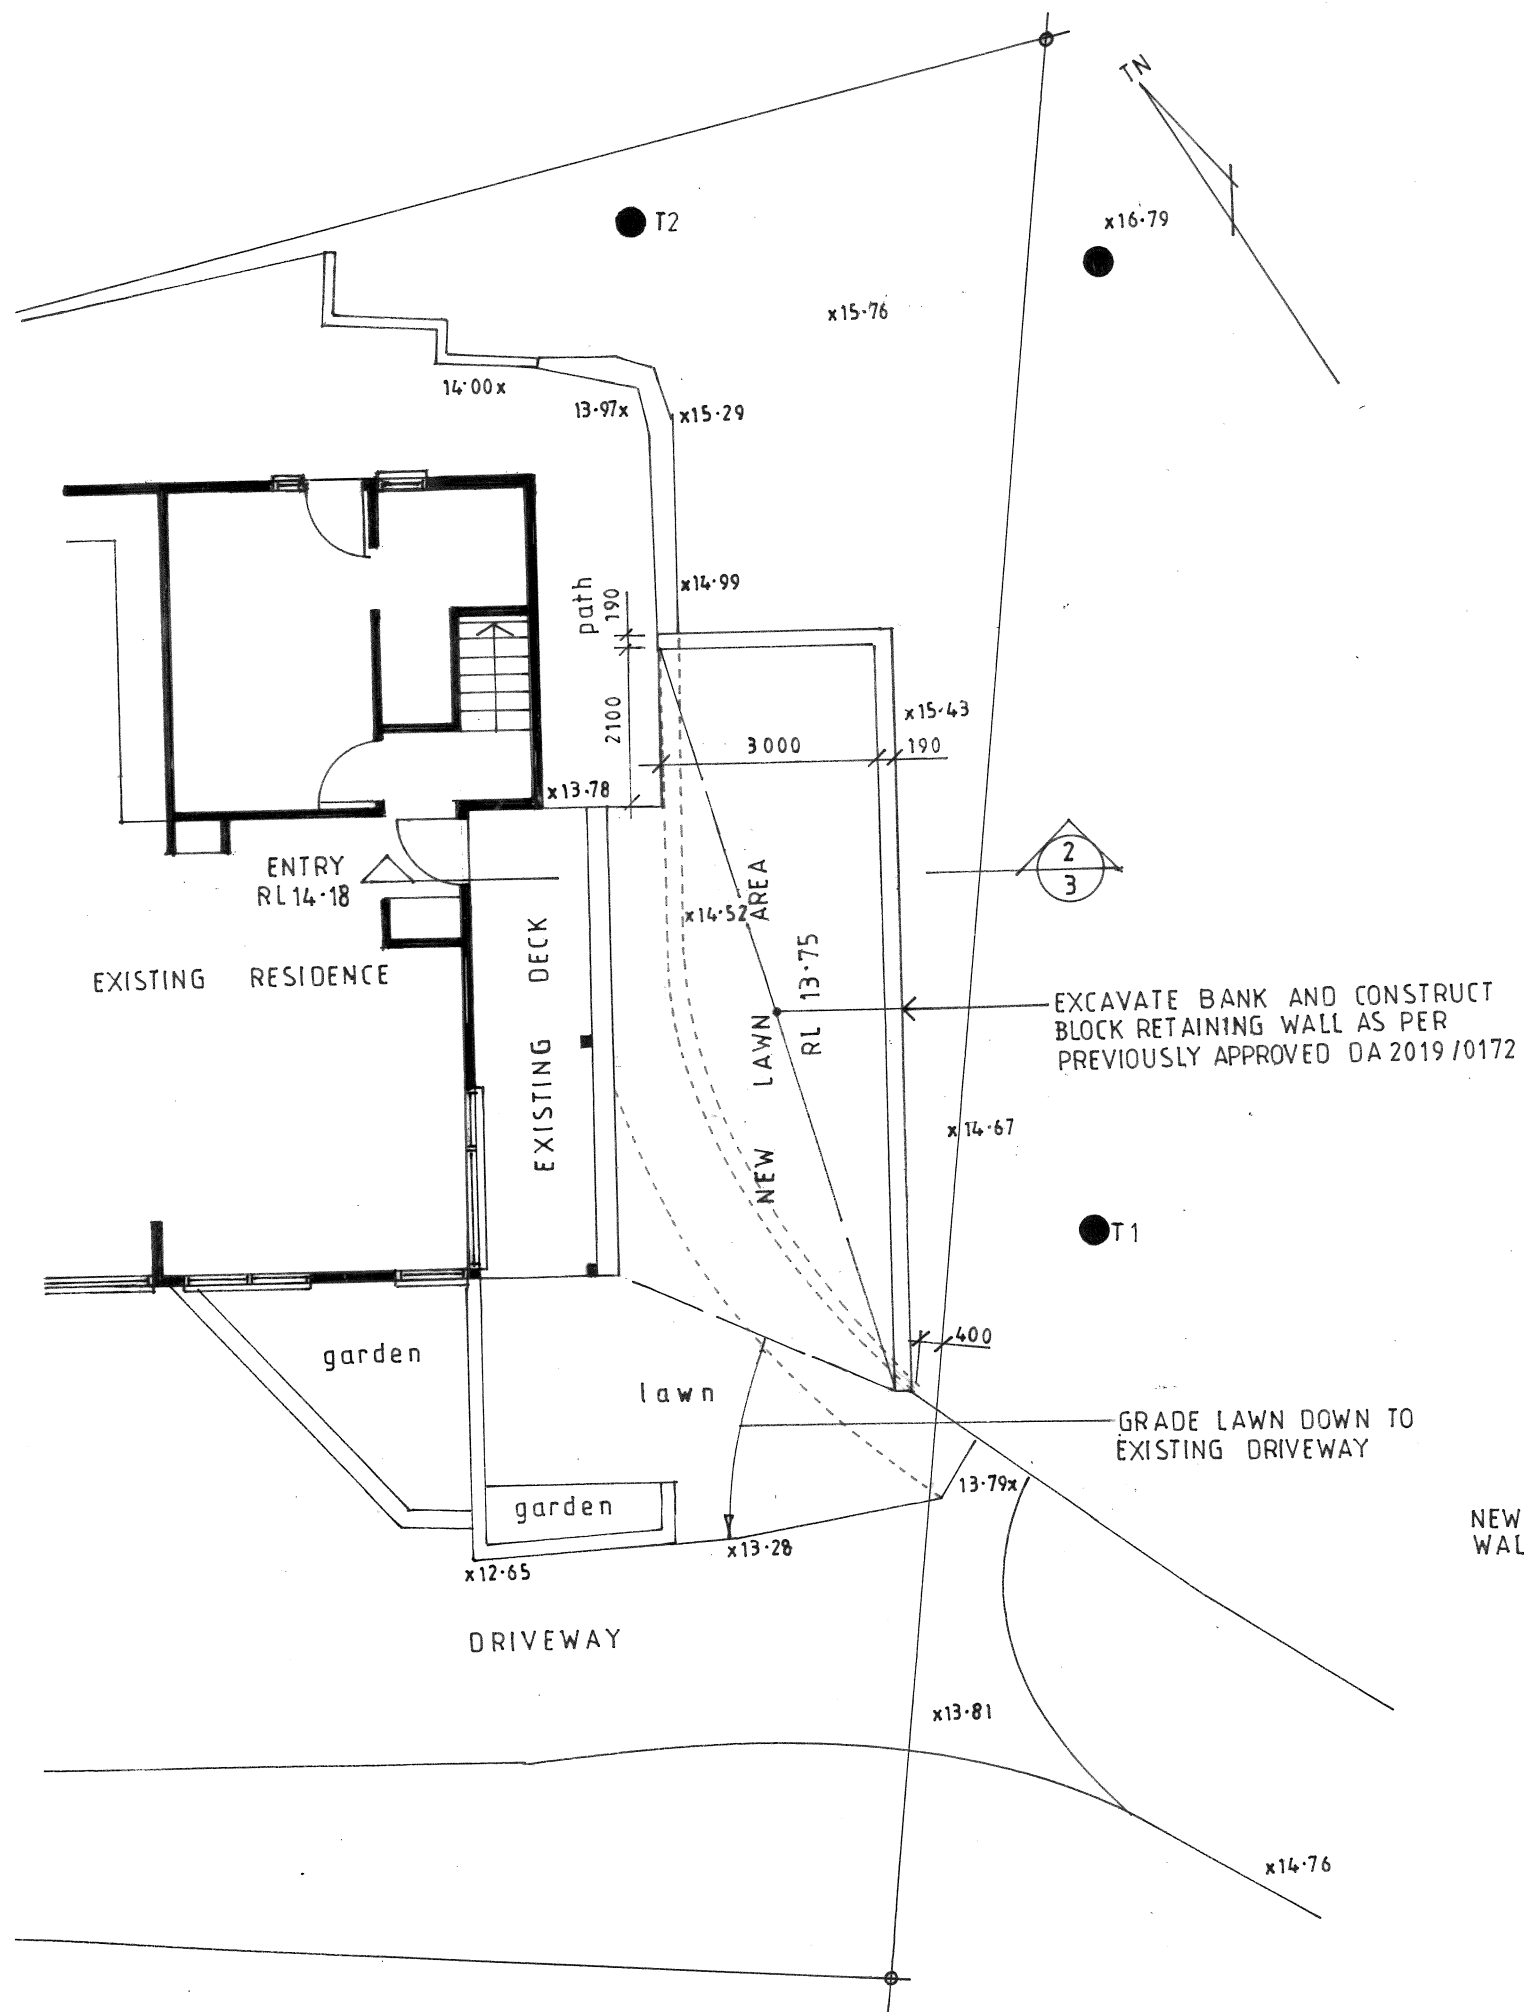 TN
T2
x16·79
x15·76
14·00x
13·97x
x15·29
path
190
x14·99
2100
x15·43
3000
190
x13·78
ENTRY
RL14·18
2
3
x14·52
NEW LAWN AREA
RL 13·75
EXISTING DECK
EXISTING RESIDENCE
EXCAVATE BANK AND CONSTRUCT
BLOCK RETAINING WALL AS PER
PREVIOUSLY APPROVED DA 2019/0172
x14·67
T1
400
garden
lawn
GRADE LAWN DOWN TO
EXISTING DRIVEWAY
13·79x
garden
x13·28
x12·65
NEW
WAL
DRIVEWAY
x13·81
x14·76